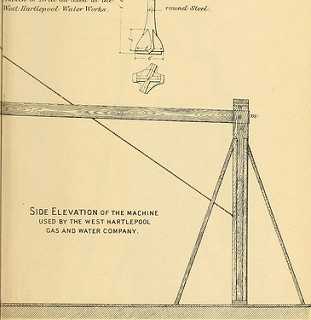 West Hartlepool Water Works.
round Steel.
m
SIDE ELEVATION OF THE MACHINE
USED BY THE WEST HARTLEPOOL
GAS AND WATER COMPANY.